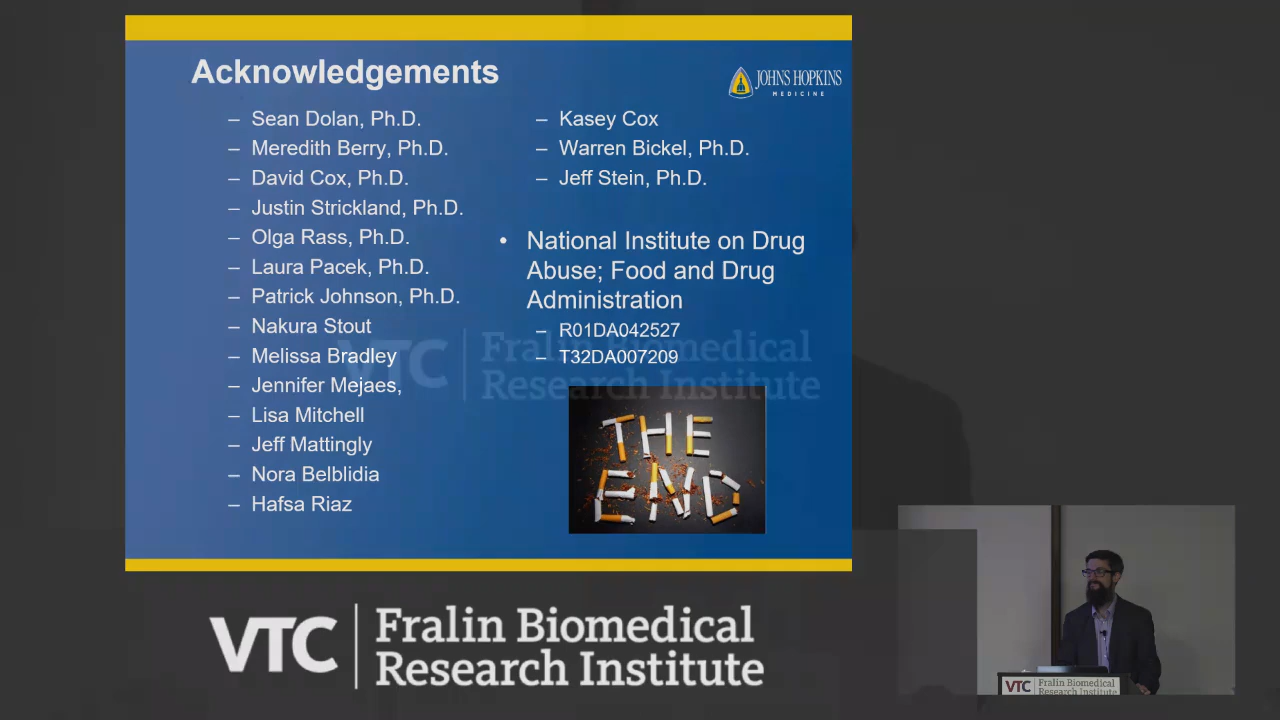 Acknowledgements
JOHNS HOPKINS
MEDICINE
– Sean Dolan, Ph.D.
– Meredith Berry, Ph.D.
– David Cox, Ph.D.
– Justin Strickland, Ph.D.
– Olga Rass, Ph.D.
– Laura Pacek, Ph.D.
– Patrick Johnson, Ph.D.
– Nakura Stout
– Melissa Bradley
– Jennifer Mejaes,
– Lisa Mitchell
– Jeff Mattingly
– Nora Belblidia
– Hafsa Riaz
– Kasey Cox
– Warren Bickel, Ph.D.
– Jeff Stein, Ph.D.
• National Institute on Drug
Abuse; Food and Drug
Administration
– R01DA042527
– T32DA007209
VTC Fralin Biomedical
Research Institute
THE
END
VTC Fralin Biomedical
Research Institute
VTC Fralin Biomedical
Research Institute